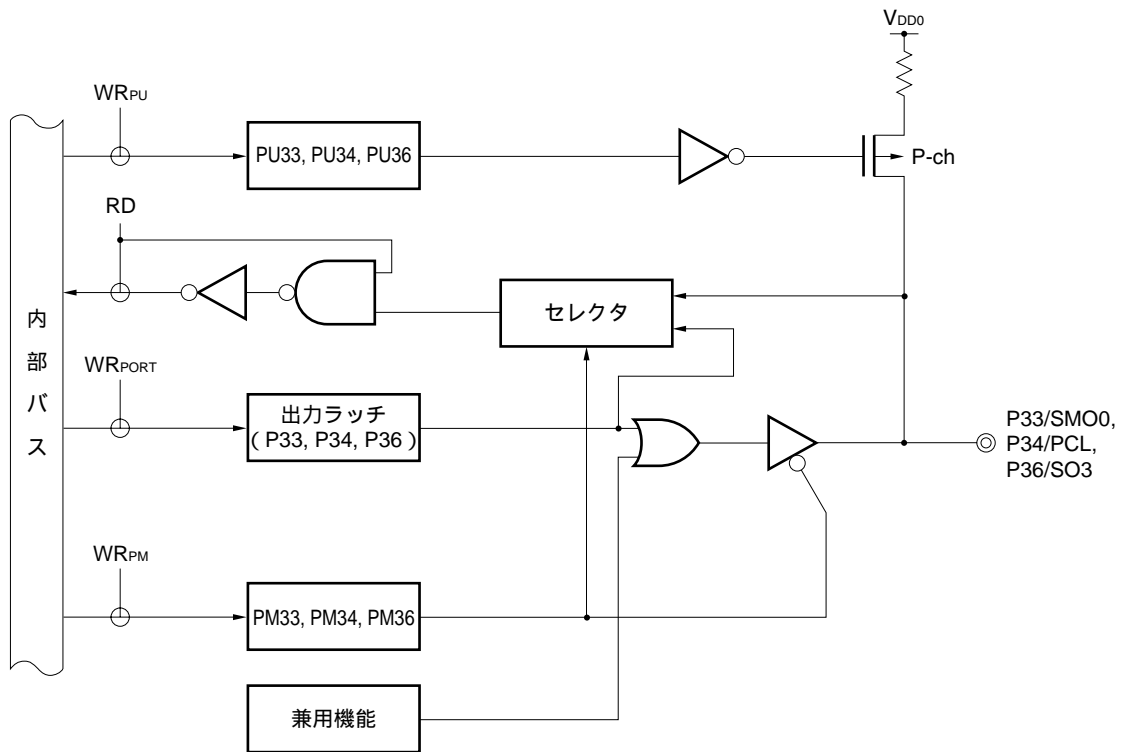 VDD0
WRPU
PU33, PU34, PU36
P-ch
RD
セレクタ
内部バス
WRPORT
出力ラッチ
（P33, P34, P36）
P33/SMO0,
P34/PCL,
P36/SO3
WRPM
PM33, PM34, PM36
兼用機能